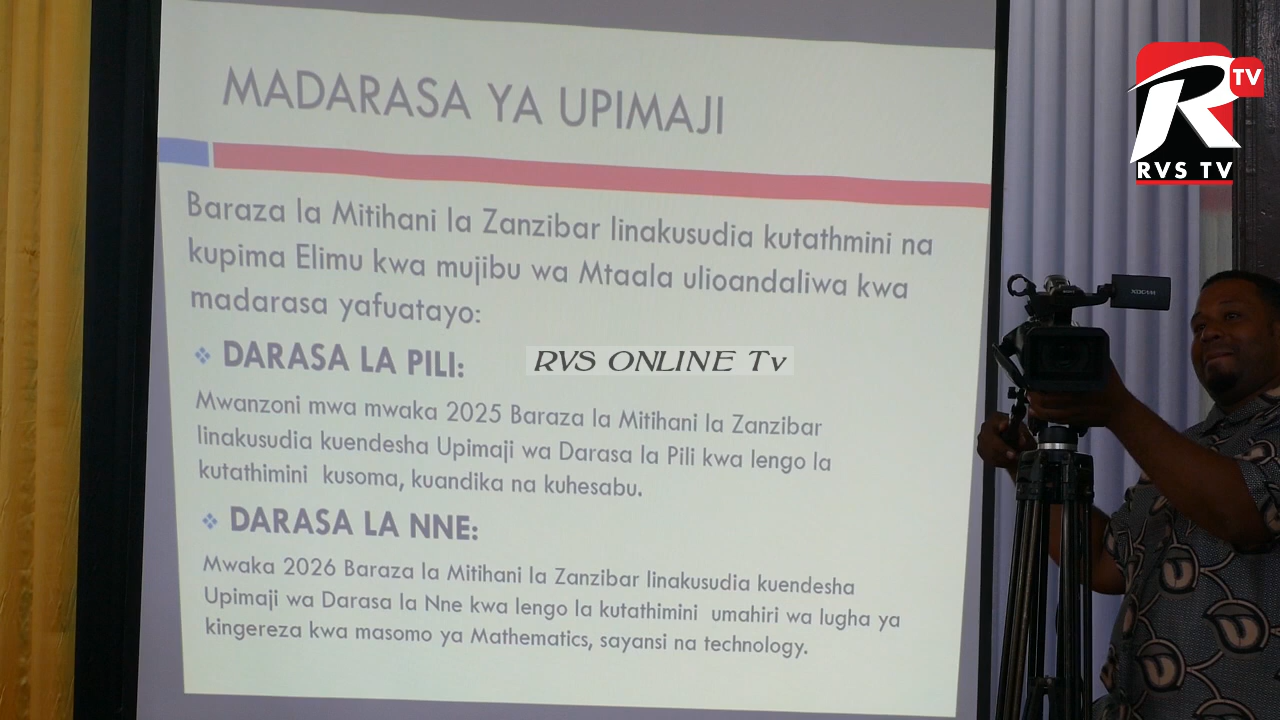 MADARASA YA UPIMAJI
Baraza la Mitihani la Zanzibar linakusudia kutathmini na
kupima Elimu kwa mujibu wa Mtaala ulioandaliwa kwa
madarasa yafuatayo:
DARASA LA PILI:
Mwanzoni mwa mwaka 2025 Baraza la Mitihani la Zanzibar
linakusudia kuendesha Upimaji wa Darasa la Pili kwa lengo la
kutathimini kusoma, kuandika na kuhesabu.
DARASA LA NNE:
Mwaka 2026 Baraza la Mitihani la Zanzibar linakusudia kuendesha
Upimaji wa Darasa la Nne kwa lengo la kutathimini umahiri wa lugha ya
kingereza kwa masomo ya Mathematics, sayansi na technology.
RVS ONLINE Tv
R TV
RVS TV
XDCAM